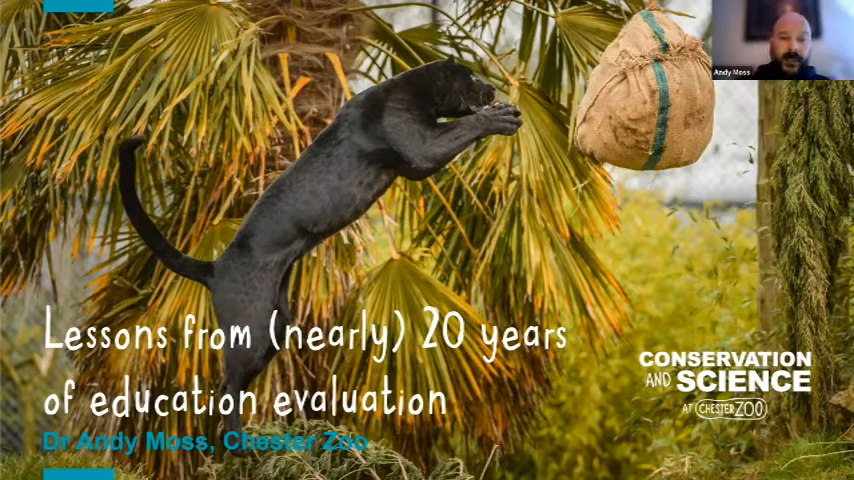 Andy Moss
Lessons from (nearly) 20 years
of education evaluation
Dr Andy Moss, Chester Zoo
CONSERVATION
AND SCIENCE
AT CHESTER ZOO